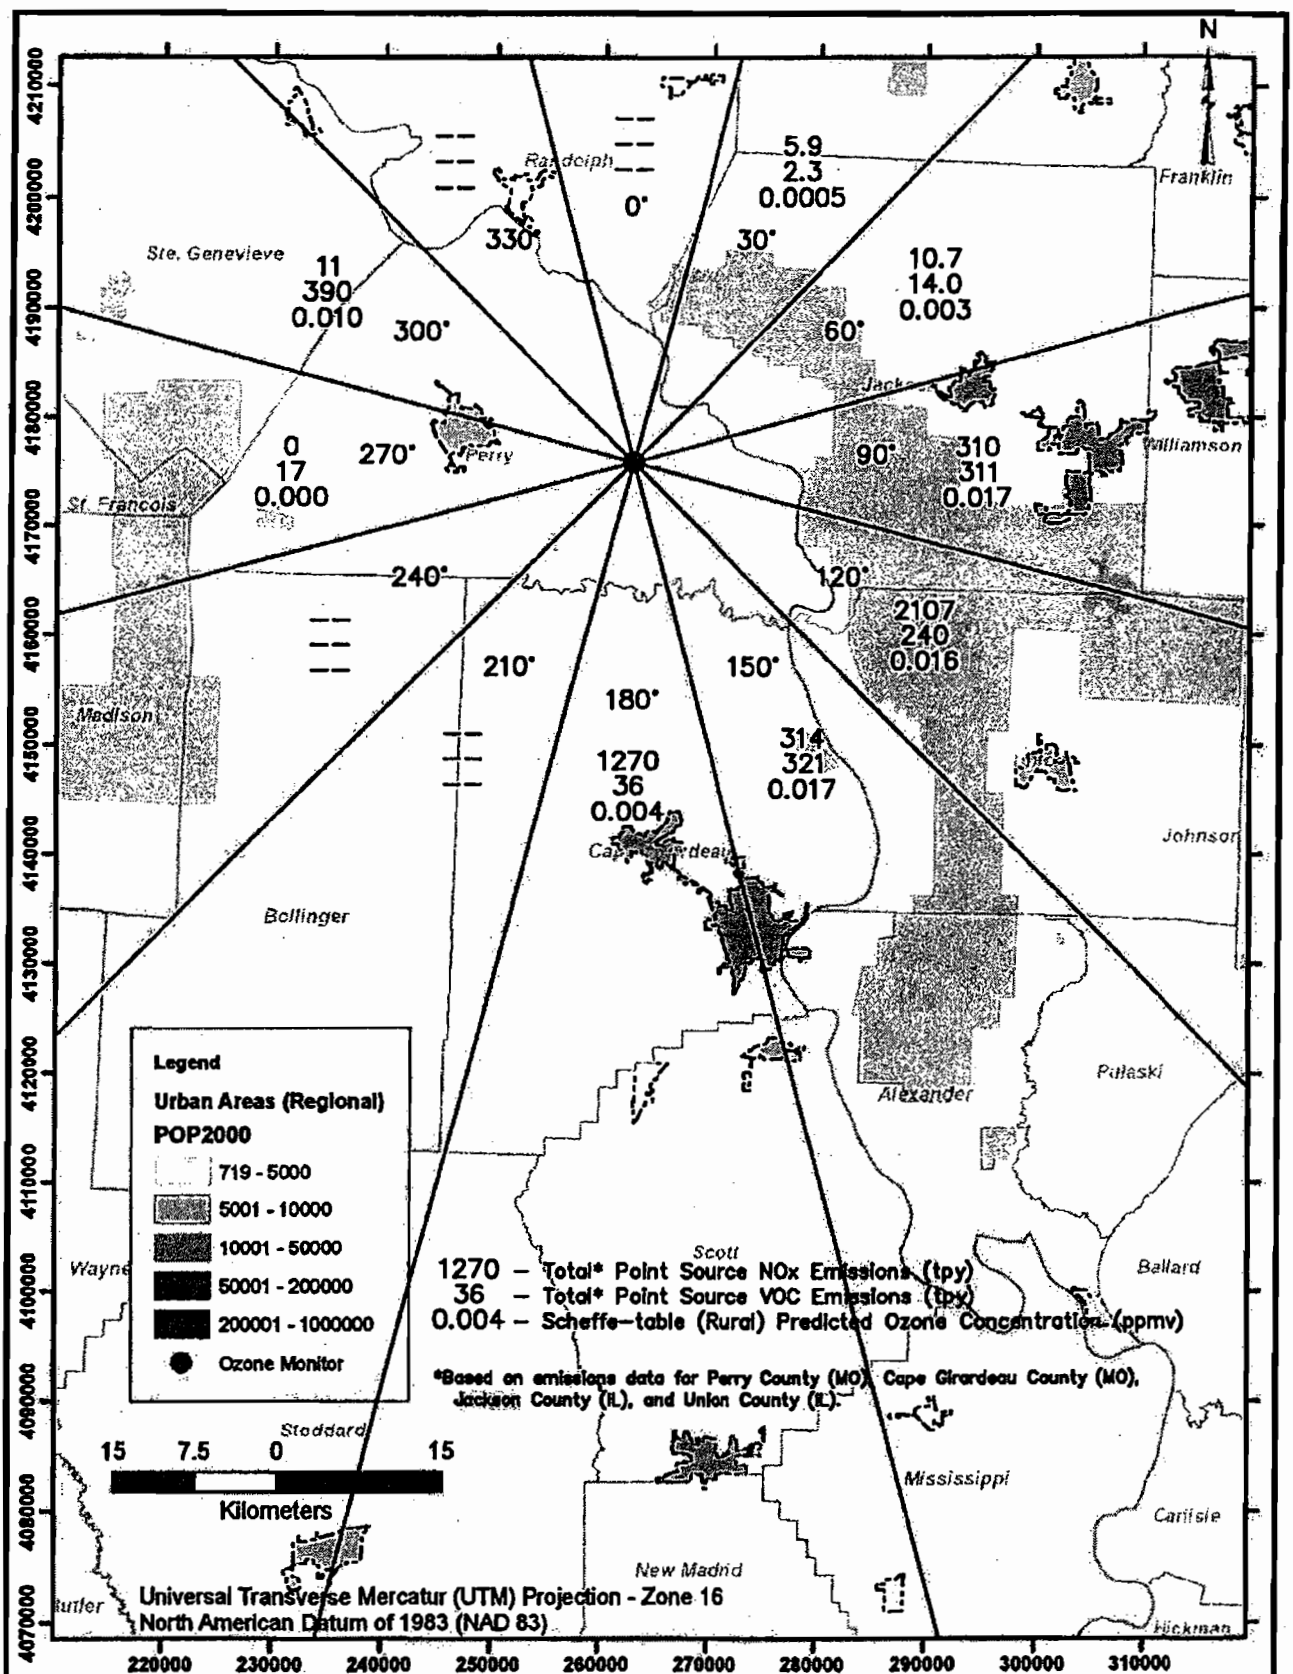 N
4210000
4200000
4190000
4180000
4170000
4160000
4150000
4140000
4130000
4120000
4110000
4100000
4090000
4080000
4070000
Randolph
5.9
2.3
0.0005
Franklin
0°
330°
30°
Ste. Genevieve
11
390
0.010
10.7
14.0
0.003
300°
60°
0
17
0.000
270°
Perry
90°
310
311
0.017
Williamson
St. Francois
240°
120°
2107
240
0.016
210°
150°
180°
Madison
1270
36
0.004
314
321
0.017
Johnson
Bollinger
Pulaski
Alexander
Legend
Urban Areas (Regional)
POP2000
719 - 5000
5001 - 10000
10001 - 50000
50001 - 200000
200001 - 1000000
Ozone Monitor
Wayne
Scott
Ballard
1270 – Total* Point Source NOx Emissions (tpy)
36 – Total* Point Source VOC Emissions (tpy)
0.004 – Scheffe-table (Rural) Predicted Ozone Concentration (ppmv)
*Based on emissions data for Perry County (MO), Cape Girardeau County (MO),
Jackson County (IL), and Union County (IL).
Stoddard
15 7.5 0 15
Kilometers
Mississippi
Carlisle
New Madrid
Universal Transverse Mercatur (UTM) Projection - Zone 16
North American Datum of 1983 (NAD 83)
Hickman
220000 230000 240000 250000 260000 270000 280000 290000 300000 310000